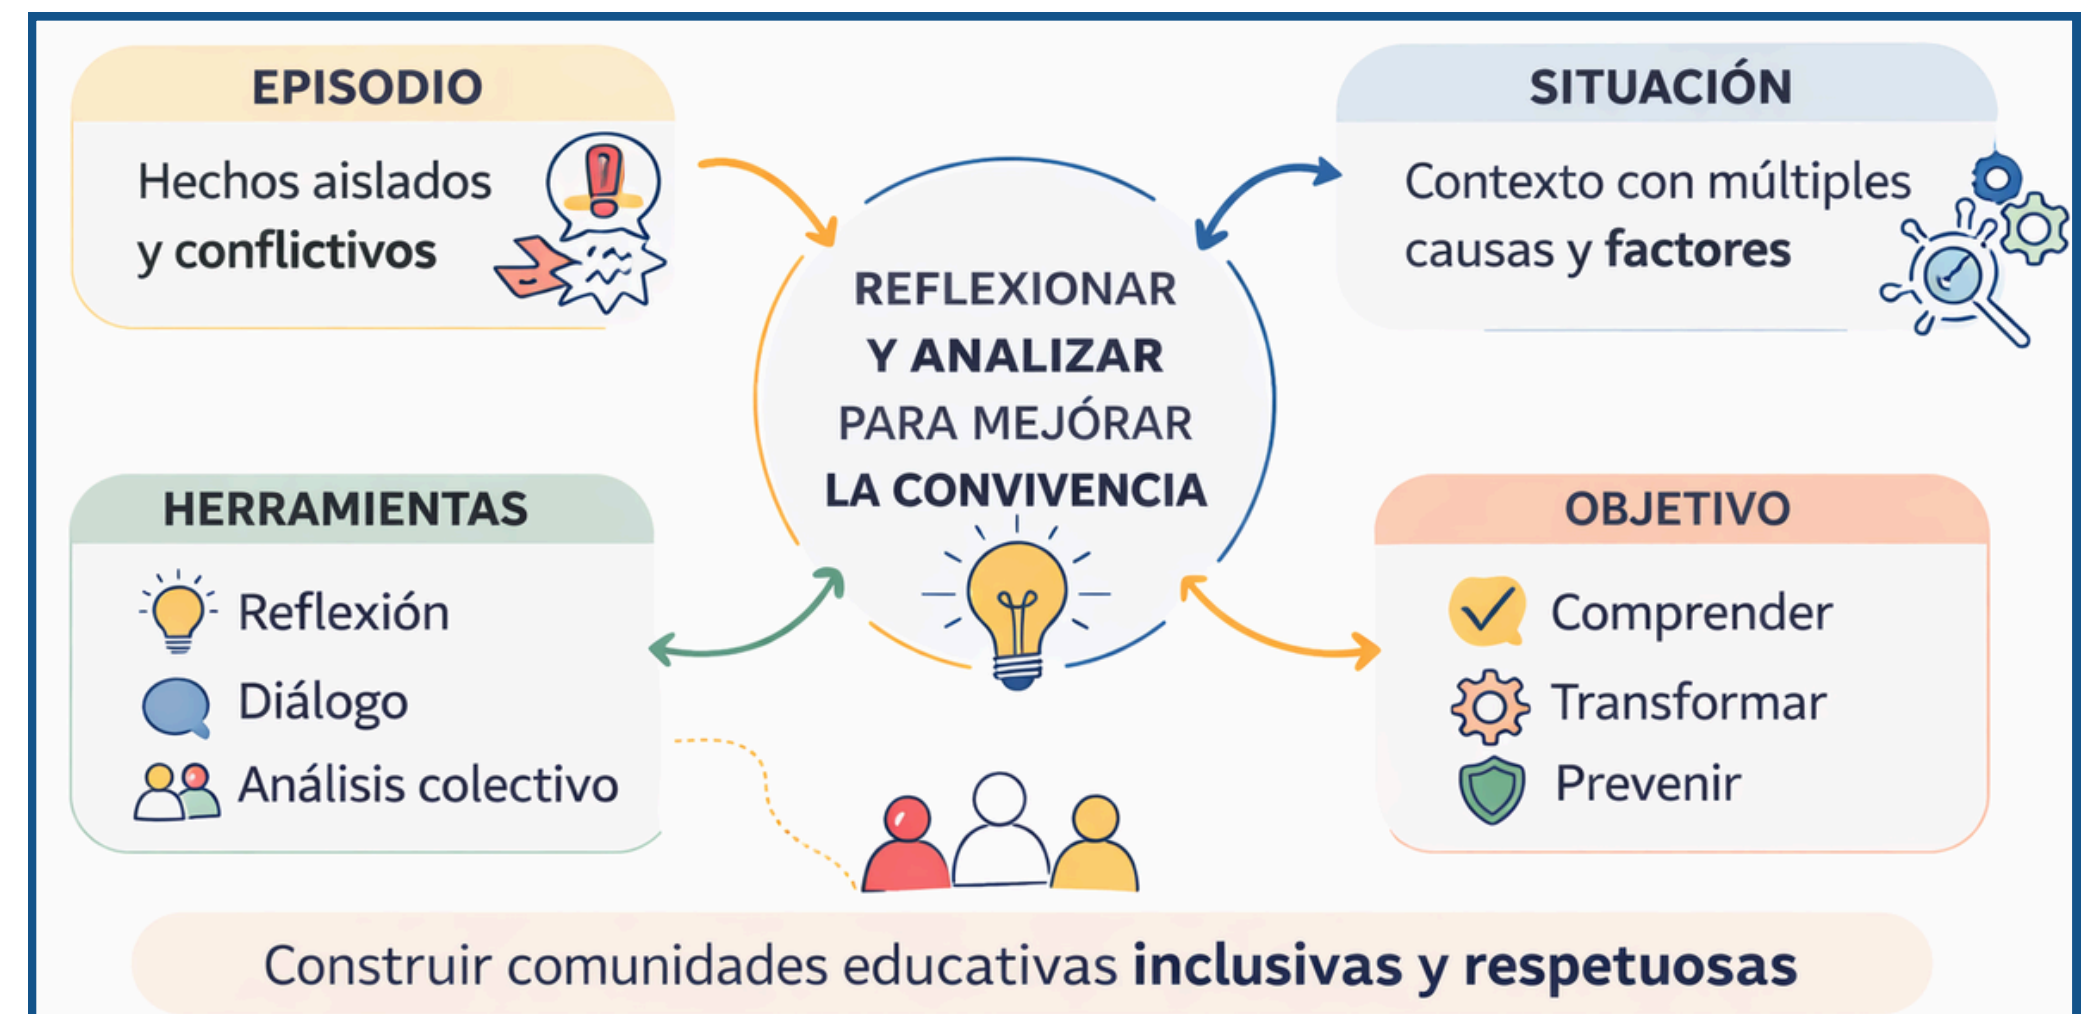 EPISODIO
Hechos aislados
y conflictivos
SITUACIÓN
Contexto con múltiples
causas y factores
REFLEXIONAR
Y ANALIZAR
PARA MEJÓRAR
LA CONVIVENCIA
HERRAMIENTAS
Reflexión
Diálogo
Análisis colectivo
OBJETIVO
Comprender
Transformar
Prevenir
Construir comunidades educativas inclusivas y respetuosas